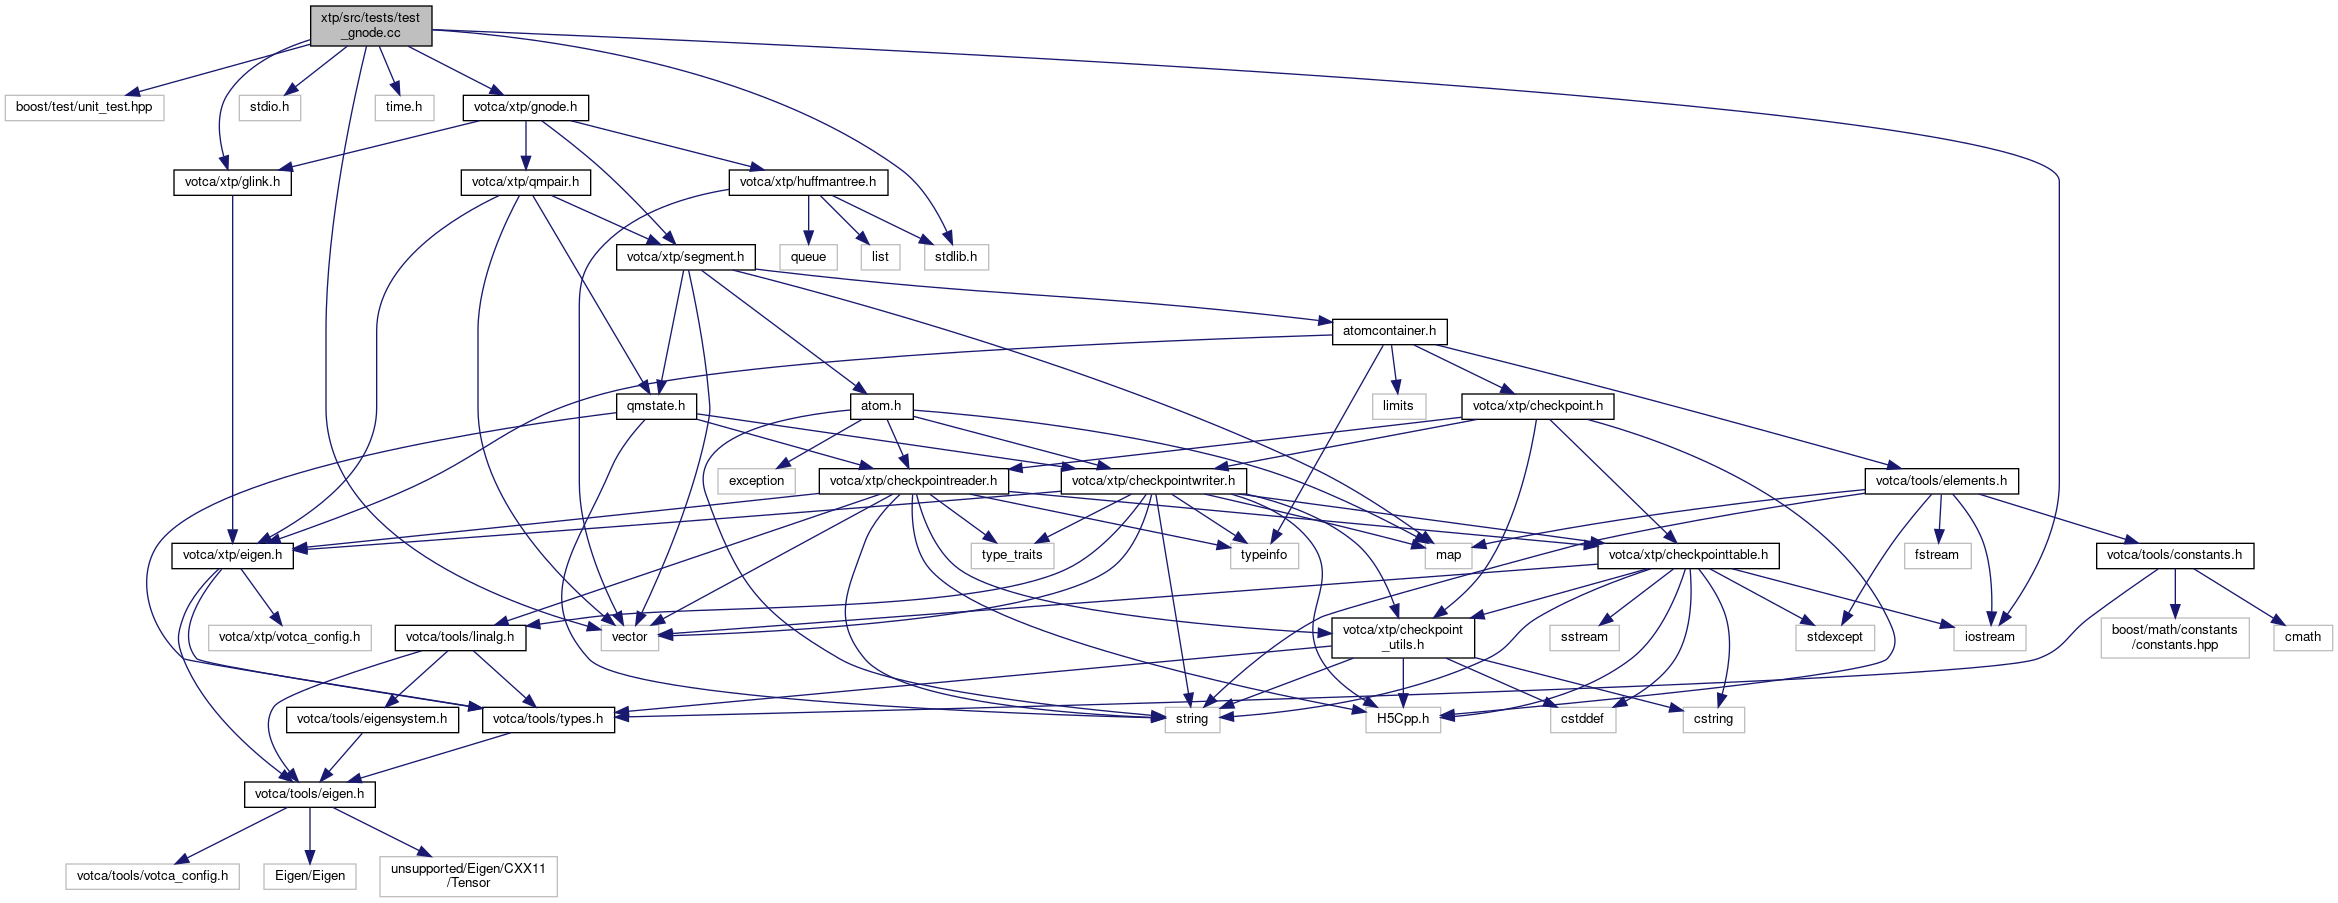 xtp/src/tests/test
_gnode.cc
boost/test/unit_test.hpp
stdio.h
time.h
votca/xtp/gnode.h
votca/xtp/glink.h
votca/xtp/qmpair.h
votca/xtp/huffmantree.h
votca/xtp/segment.h
queue
list
stdlib.h
atomcontainer.h
qmstate.h
atom.h
limits
votca/xtp/checkpoint.h
exception
votca/xtp/checkpointreader.h
votca/xtp/checkpointwriter.h
votca/tools/elements.h
votca/xtp/eigen.h
type_traits
typeinfo
map
votca/xtp/checkpointtable.h
fstream
votca/tools/constants.h
votca/xtp/votca_config.h
votca/tools/linalg.h
vector
votca/xtp/checkpoint
_utils.h
sstream
stdexcept
iostream
boost/math/constants
/constants.hpp
cmath
votca/tools/eigensystem.h
votca/tools/types.h
string
H5Cpp.h
cstddef
cstring
votca/tools/eigen.h
votca/tools/votca_config.h
Eigen/Eigen
unsupported/Eigen/CXX11
/Tensor